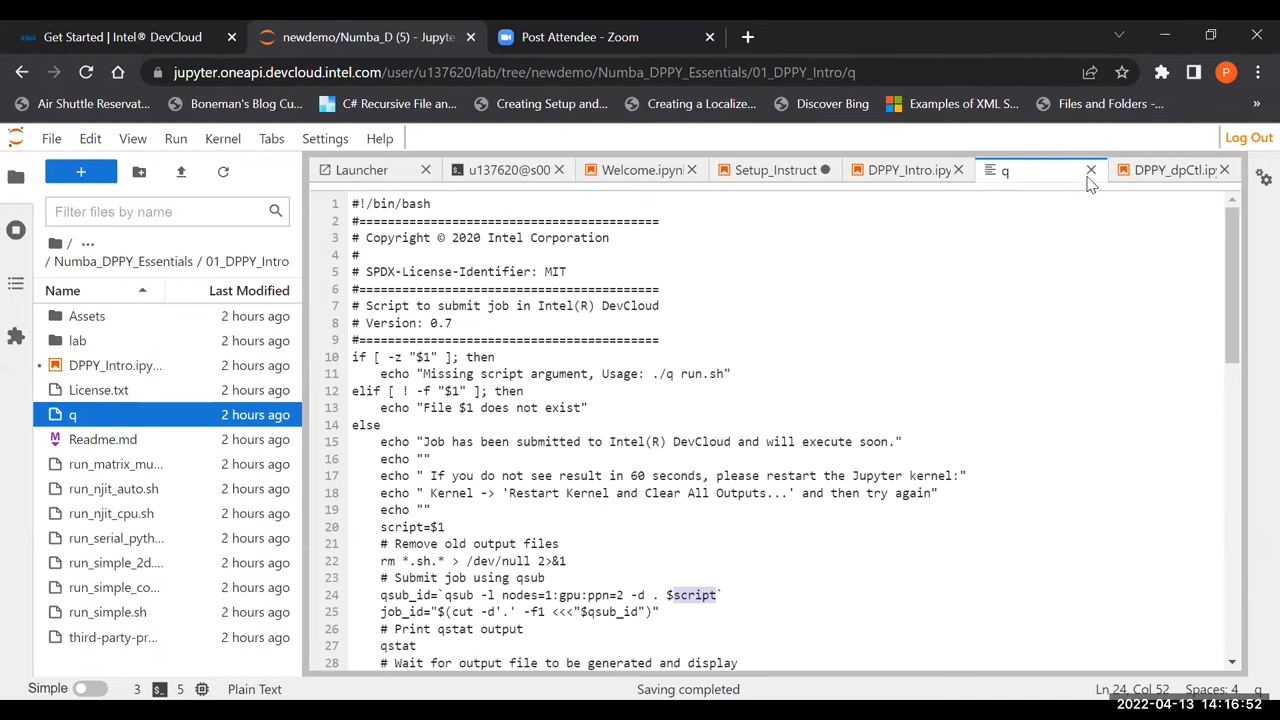 intel Get Started | Intel® DevCloud
newdemo/Numba_D (5) - Jupyte
Post Attendee - Zoom
jupyter.oneapi.devcloud.intel.com/user/u137620/lab/tree/newdemo/Numba_DPPY_Essentials/01_DPPY_Intro/q
P
Air Shuttle Reservat...
Boneman's Blog Cu...
C# Recursive File an...
Creating Setup and...
Creating a Localize...
Discover Bing
Examples of XML S...
Files and Folders -...
»
File Edit View Run Kernel Tabs Settings Help
Log Out
Launcher
u137620@s00
Welcome.ipynl
Setup_Instruct
DPPY_Intro.ipy
q
DPPY_dpCtl.ip
Filter files by name
/ ...
/ Numba_DPPY_Essentials / 01_DPPY_Intro
Name Last Modified
Assets 2 hours ago
lab 2 hours ago
DPPY_Intro.ipy... 2 hours ago
License.txt 2 hours ago
q 2 hours ago
Readme.md 2 hours ago
run_matrix_mu... 2 hours ago
run_njit_auto.sh 2 hours ago
run_njit_cpu.sh 2 hours ago
run_serial_pyth... 2 hours ago
run_simple_2d... 2 hours ago
run_simple_co... 2 hours ago
run_simple.sh 2 hours ago
third-party-pr... 2 hours ago
1 #!/bin/bash
2 #===========================================
3 # Copyright © 2020 Intel Corporation
4 #
5 # SPDX-License-Identifier: MIT
6 #===========================================
7 # Script to submit job in Intel(R) DevCloud
8 # Version: 0.7
9 #===========================================
10 if [ -z "$1" ]; then
11     echo "Missing script argument, Usage: ./q run.sh"
12 elif [ ! -f "$1" ]; then
13     echo "File $1 does not exist"
14 else
15     echo "Job has been submitted to Intel(R) DevCloud and will execute soon."
16     echo ""
17     echo " If you do not see result in 60 seconds, please restart the Jupyter kernel:"
18     echo " Kernel -> 'Restart Kernel and Clear All Outputs...' and then try again"
19     echo ""
20     script=$1
21     # Remove old output files
22     rm *.sh.* > /dev/null 2>&1
23     # Submit job using qsub
24     qsub_id=`qsub -l nodes=1:gpu:ppn=2 -d . $script`
25     job_id="$(cut -d'.' -f1 <<<"$qsub_id")"
26     # Print qstat output
27     qstat
28     # Wait for output file to be generated and display
Simple 3 5 Plain Text Saving completed Ln 24, Col 52 Spaces: 4 q
2022-04-13 14:16:52